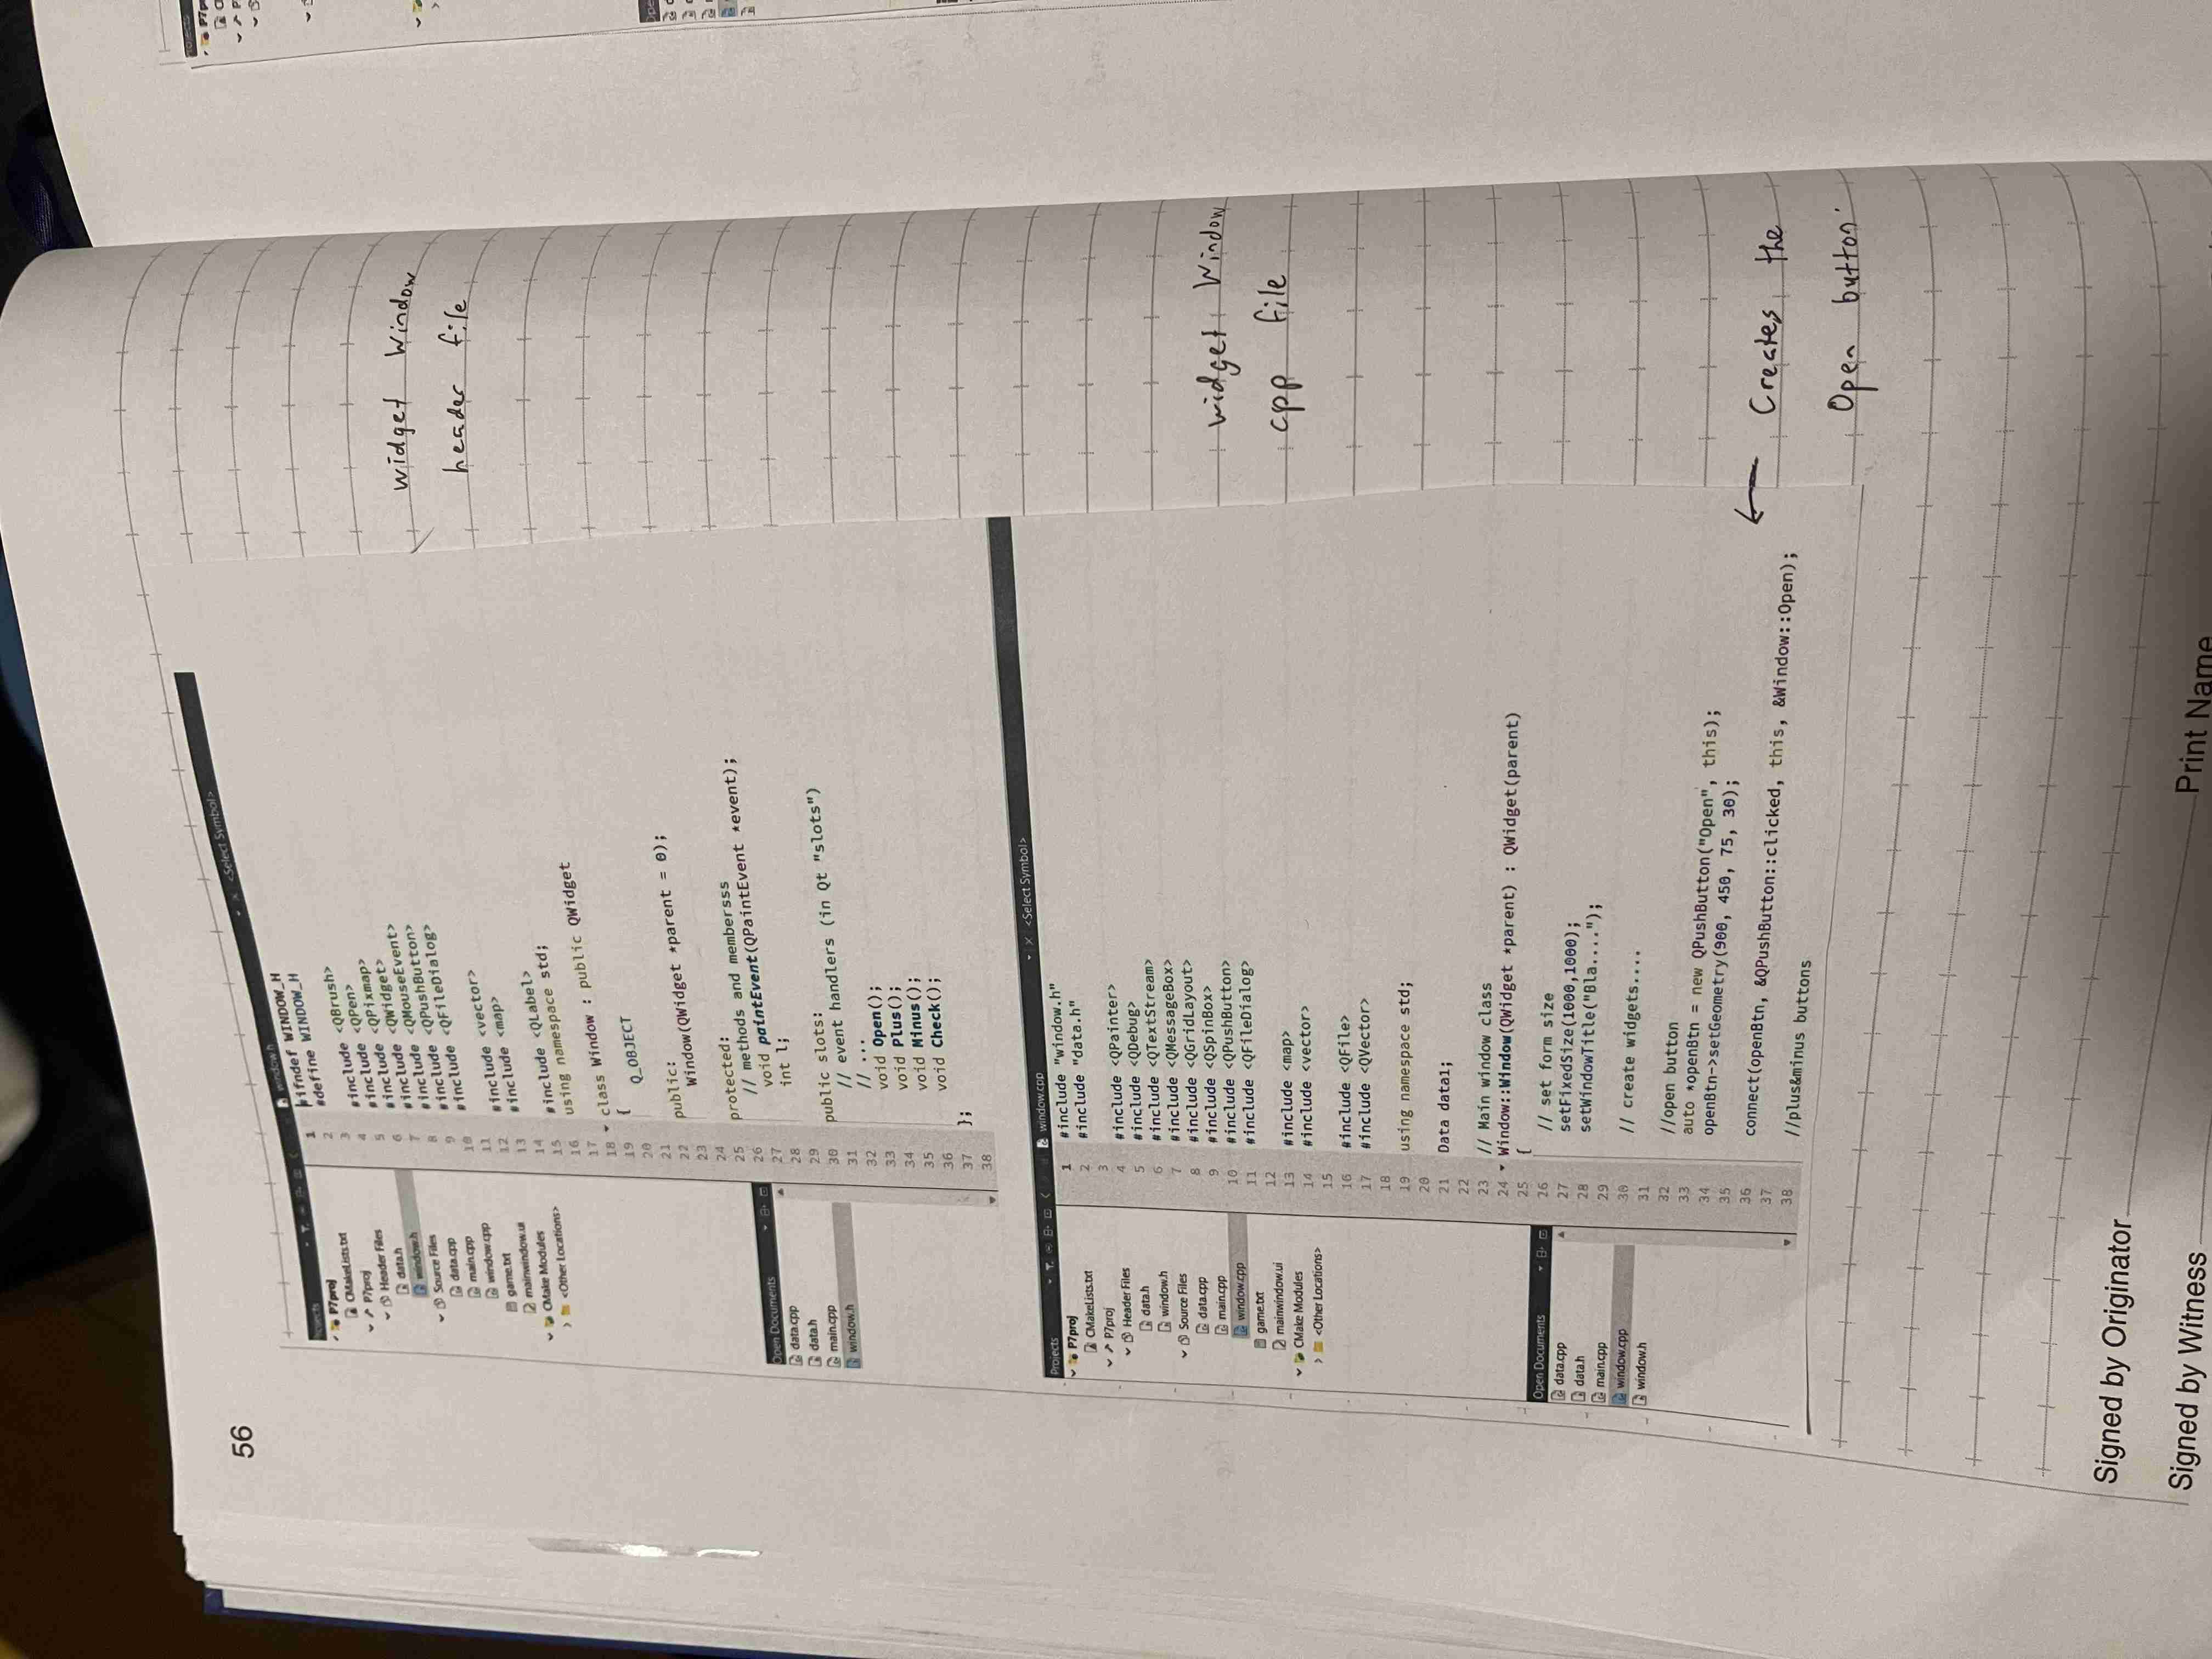 56
window.h
<Select Symbol>
Projects
P7proj
CMakeLists.txt
P7proj
Header Files
data.h
window.h
Source Files
data.cpp
main.cpp
window.cpp
game.txt
mainwindow.ui
CMake Modules
<Other Locations>
Open Documents
data.cpp
data.h
main.cpp
window.h
1 #ifndef WINDOW_H
2 #define WINDOW_H
3
4 #include <QBrush>
5 #include <QPen>
6 #include <QPixmap>
7 #include <QWidget>
8 #include <QMouseEvent>
9 #include <QPushButton>
10 #include <QFileDialog>
11
12 #include <vector>
13 #include <map>
14
15 #include <QLabel>
16 using namespace std;
17
18 class Window : public QWidget
19 {
20 Q_OBJECT
21
22 public:
23 Window(QWidget *parent = 0);
24
25 protected:
26 // methods and membersss
27 void paintEvent(QPaintEvent *event);
28 int l;
29
30 public slots:
31 // event handlers (in Qt "slots")
32 // ...
33 void Open();
34 void Plus();
35 void Minus();
36 void Check();
37 };
38
widget Window
header file
window.cpp
<Select Symbol>
Projects
P7proj
CMakeLists.txt
P7proj
Header Files
data.h
window.h
Source Files
data.cpp
main.cpp
window.cpp
game.txt
mainwindow.ui
CMake Modules
<Other Locations>
Open Documents
data.cpp
data.h
main.cpp
window.cpp
window.h
1 #include "window.h"
2 #include "data.h"
3
4 #include <QPainter>
5 #include <QDebug>
6 #include <QTextStream>
7 #include <QMessageBox>
8 #include <QGridLayout>
9 #include <QSpinBox>
10 #include <QPushButton>
11 #include <QFileDialog>
12
13 #include <map>
14 #include <vector>
15
16 #include <QFile>
17 #include <QVector>
18
19 using namespace std;
20
21 Data data1;
22
23 // Main window class
24 Window::Window(QWidget *parent) : QWidget(parent)
25 {
26 // set form size
27 setFixedSize(1000,1000);
28 setWindowTitle("Bla....");
29
30 // create widgets....
31
32 //open button
33 auto *openBtn = new QPushButton("Open", this);
34 openBtn->setGeometry(900, 450, 75, 30);
35
36 connect(openBtn, &QPushButton::clicked, this, &Window::Open);
37
38 //plus&minus buttons
widget Window
cpp file
← Creates the
Open button
Signed by Originator
Signed by Witness
Print Name